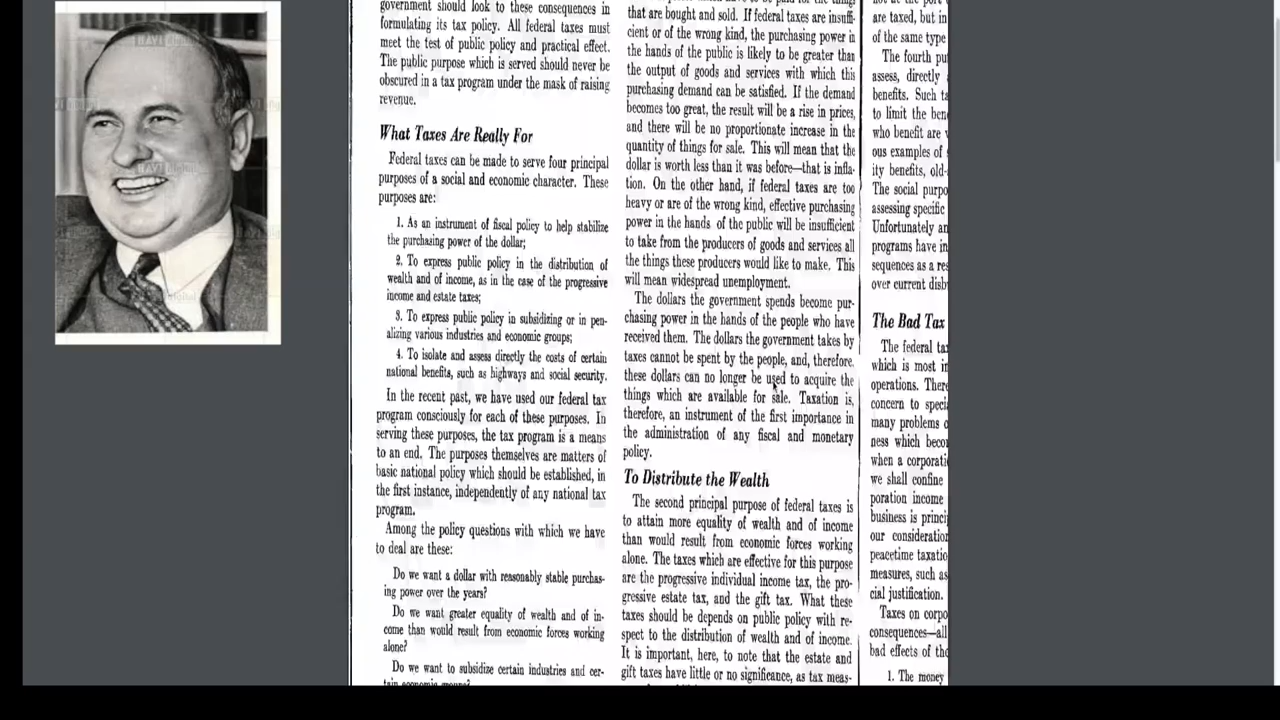 government should look to these consequences in
formulating its tax policy. All federal taxes must
meet the test of public policy and practical effect.
The public purpose which is served should never be
obscured in a tax program under the mask of raising
revenue.
What Taxes Are Really For
Federal taxes can be made to serve four principal
purposes of a social and economic character. These
purposes are:
1. As an instrument of fiscal policy to help stabilize
the purchasing power of the dollar;
2. To express public policy in the distribution of
wealth and of income, as in the case of the progressive
income and estate taxes;
3. To express public policy in subsidizing or in pen-
alizing various industries and economic groups;
4. To isolate and assess directly the costs of certain
national benefits, such as highways and social security.
In the recent past, we have used our federal tax
program consciously for each of these purposes. In
serving these purposes, the tax program is a means
to an end. The purposes themselves are matters of
basic national policy which should be established, in
the first instance, independently of any national tax
program.
Among the policy questions with which we have
to deal are these:
Do we want a dollar with reasonably stable purchas-
ing power over the years?
Do we want greater equality of wealth and of in-
come than would result from economic forces working
alone?
Do we want to subsidize certain industries and cer-
tain economic groups?
that are bought and sold. If federal taxes are insuffi-
cient or of the wrong kind, the purchasing power in
the hands of the public is likely to be greater than
the output of goods and services with which this
purchasing demand can be satisfied. If the demand
becomes too great, the result will be a rise in prices,
and there will be no proportionate increase in the
quantity of things for sale. This will mean that the
dollar is worth less than it was before—that is infla-
tion. On the other hand, if federal taxes are too
heavy or are of the wrong kind, effective purchasing
power in the hands of the public will be insufficient
to take from the producers of goods and services all
the things these producers would like to make. This
will mean widespread unemployment.
The dollars the government spends become pur-
chasing power in the hands of the people who have
received them. The dollars the government takes by
taxes cannot be spent by the people, and, therefore,
these dollars can no longer be used to acquire the
things which are available for sale. Taxation is,
therefore, an instrument of the first importance in
the administration of any fiscal and monetary
policy.
To Distribute the Wealth
The second principal purpose of federal taxes is
to attain more equality of wealth and of income
than would result from economic forces working
alone. The taxes which are effective for this purpose
are the progressive individual income tax, the pro-
gressive estate tax, and the gift tax. What these
taxes should be depends on public policy with re-
spect to the distribution of wealth and of income.
It is important, here, to note that the estate and
gift taxes have little or no significance, as tax meas-
are taxed, but in
of the same type
The fourth pu
assess, directly
benefits. Such ta
to limit the ben
who benefit are
ous examples of
ity benefits, old-
The social purpo
assessing specific
Unfortunately an
programs have in
sequences as a res
over current disb
The Bad Tax
The federal tax
which is most in
operations. There
concern to speci
many problems o
ness which beco
when a corporati
we shall confine
poration income
business is princi
our consideration
peacetime taxatio
measures, such as
cial justification.
Taxes on corpo
consequences—all
bad effects of the
1. The money